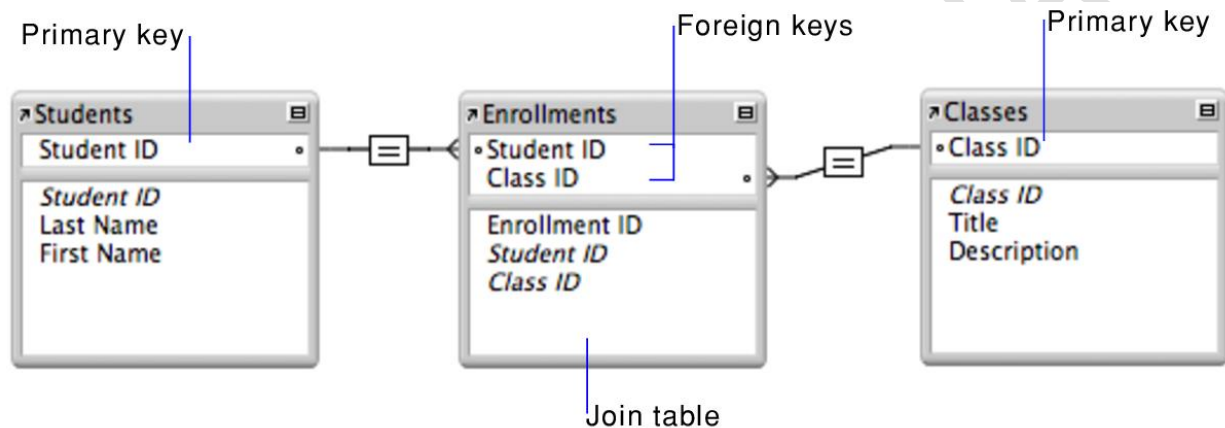 Primary key
Foreign keys
Primary key
Students
Student ID
Student ID
Last Name
First Name
=
Enrollments
Student ID
Class ID
Enrollment ID
Student ID
Class ID
=
Classes
Class ID
Class ID
Title
Description
Join table